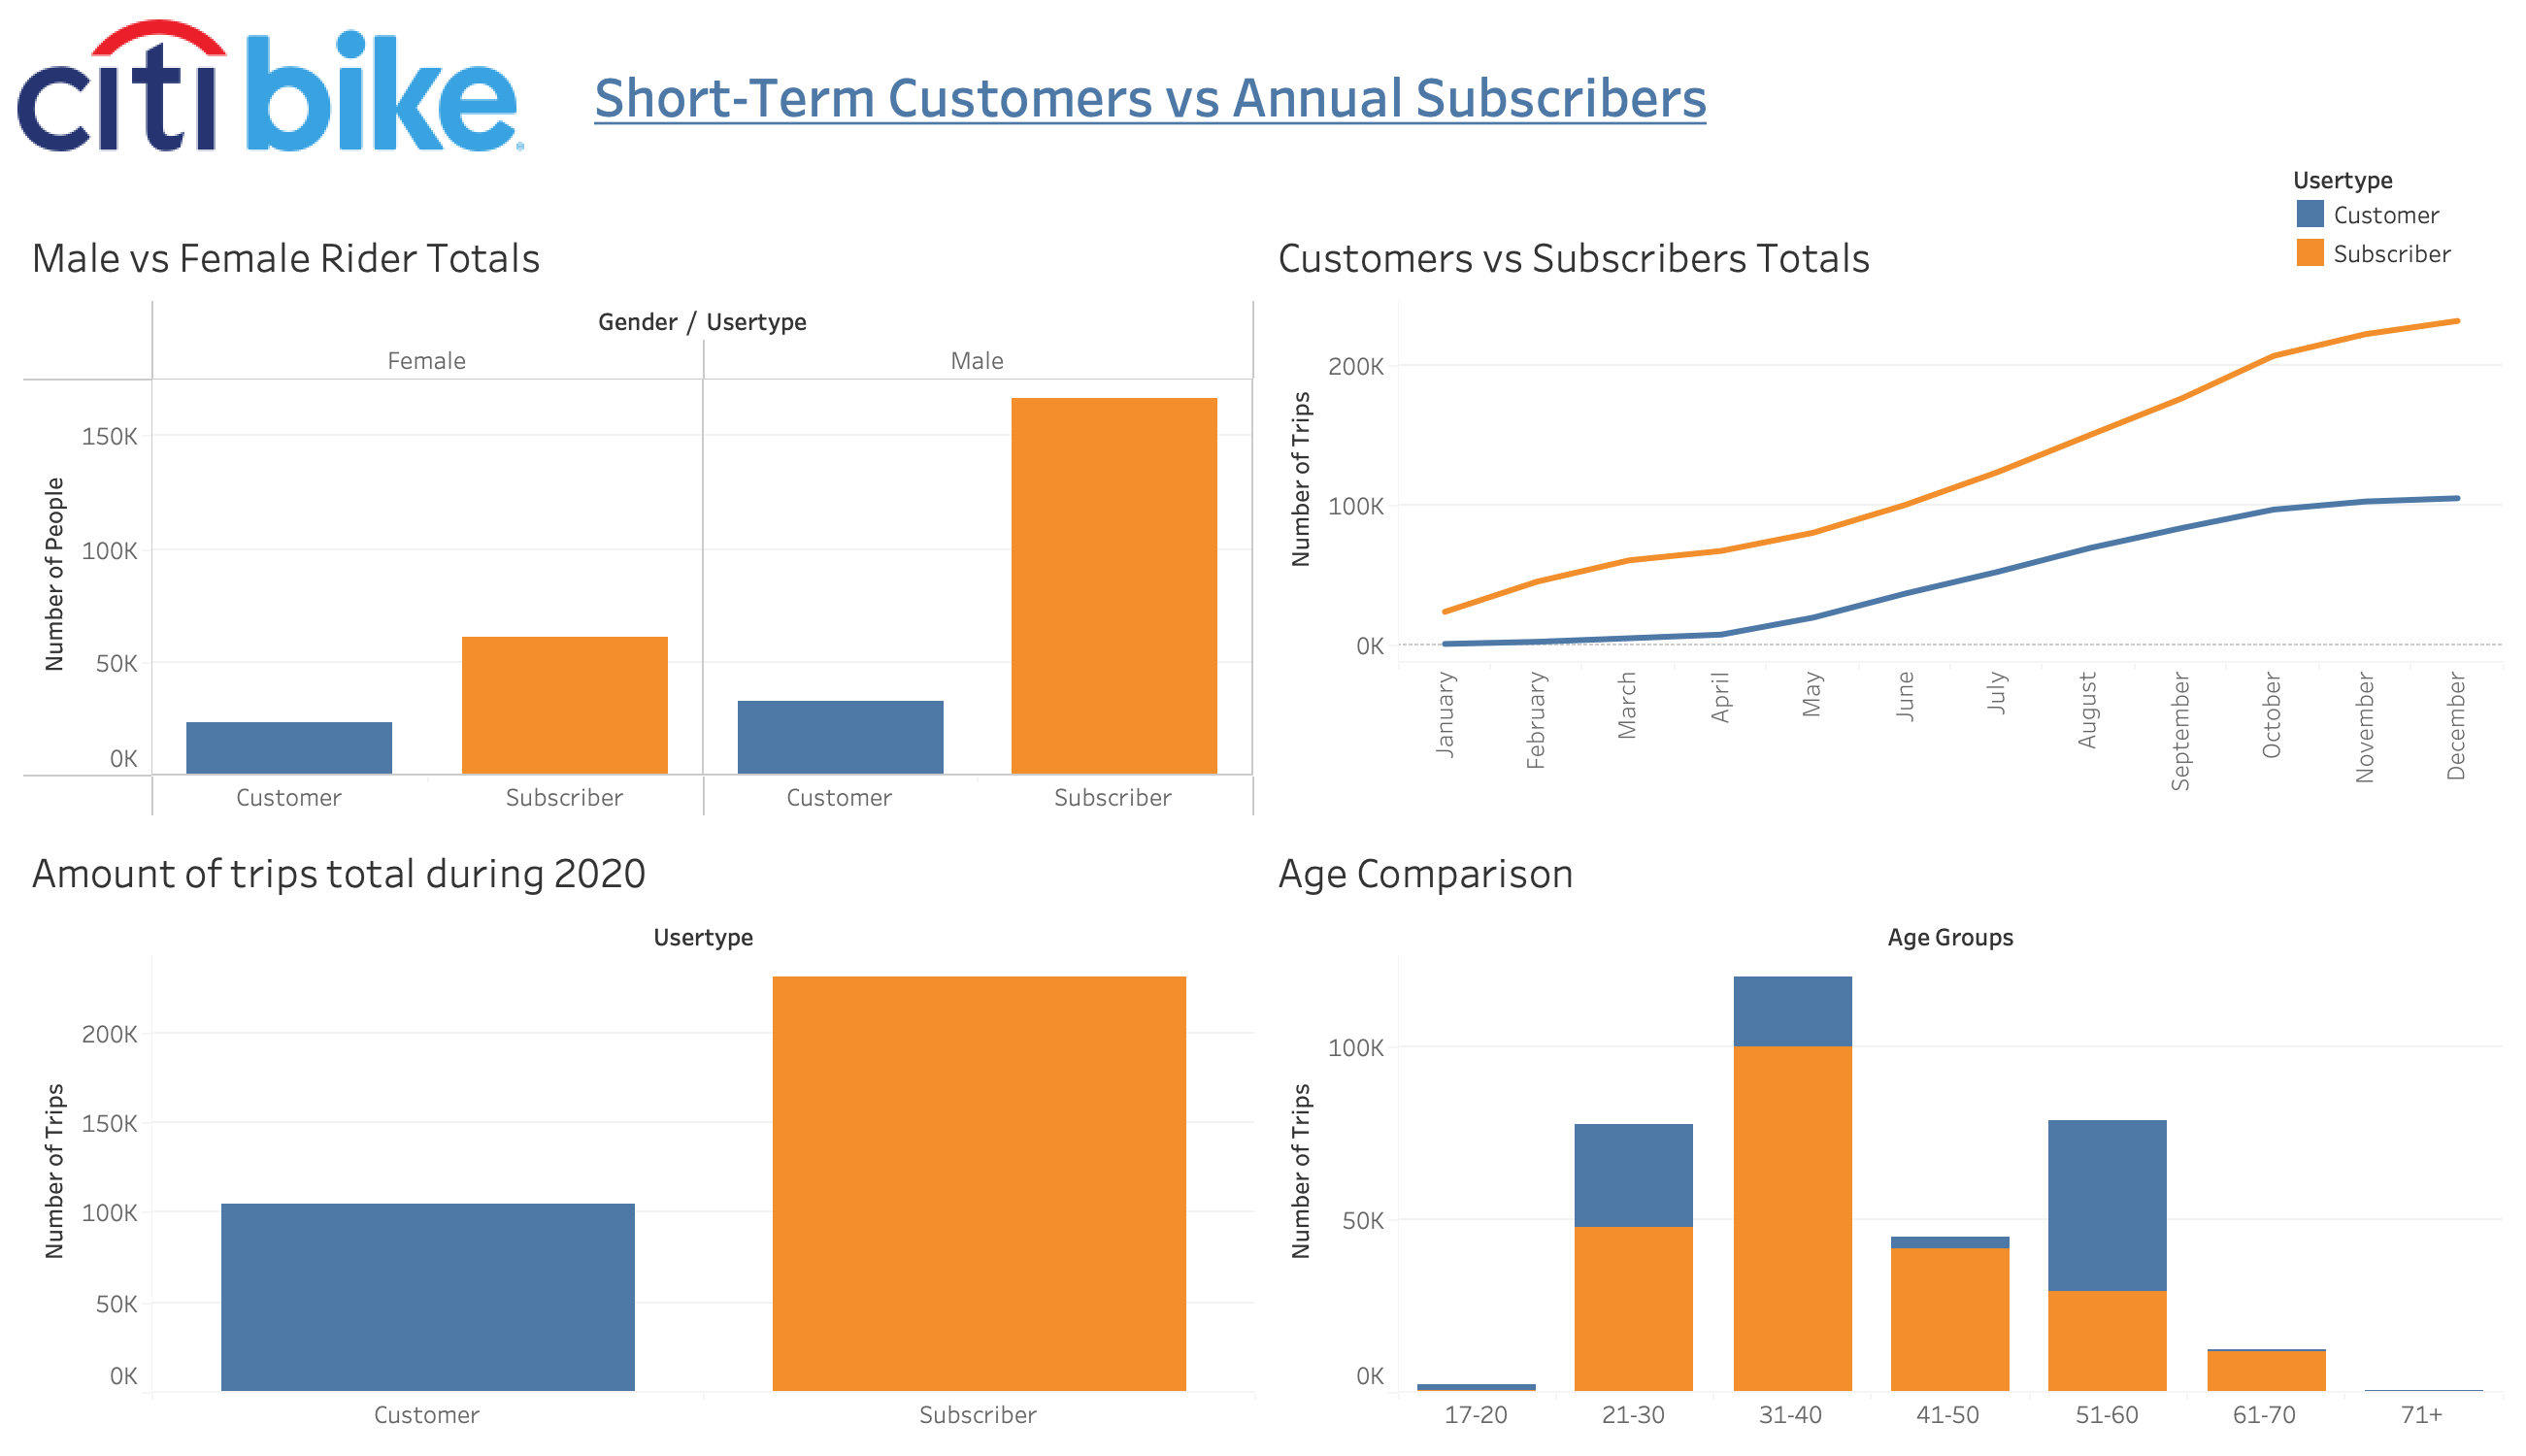 citi bike®
Short-Term Customers vs Annual Subscribers
Usertype
Customer
Subscriber
Male vs Female Rider Totals
Gender / Usertype
Female Male
Number of People
150K
100K
50K
0K
Customer Subscriber Customer Subscriber
Customers vs Subscribers Totals
Number of Trips
200K
100K
0K
January February March April May June July August September October November December
Amount of trips total during 2020
Usertype
Number of Trips
200K
150K
100K
50K
0K
Customer Subscriber
Age Comparison
Age Groups
Number of Trips
100K
50K
0K
17-20 21-30 31-40 41-50 51-60 61-70 71+